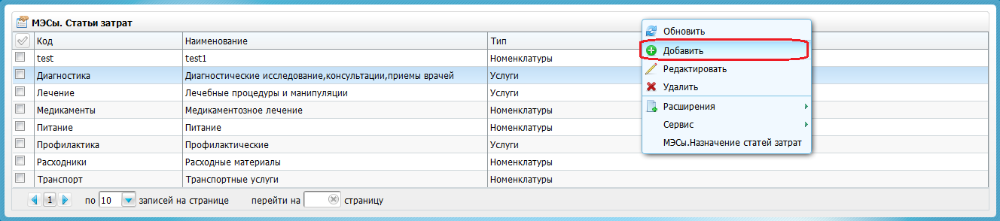 МЭСы. Статьи затрат
Код Наименование Тип
test test1 Номенклатуры
Диагностика Диагностические исследование,консультации,приемы врачей Услуги
Лечение Лечебные процедуры и манипуляции Услуги
Медикаменты Медикаментозное лечение Номенклатуры
Питание Питание Номенклатуры
Профилактика Профилактические Услуги
Расходники Расходные материалы Номенклатуры
Транспорт Транспортные услуги Номенклатуры
Обновить
Добавить
Редактировать
Удалить
Расширения
Сервис
МЭСы.Назначение статей затрат
1 по 10 записей на странице перейти на страницу